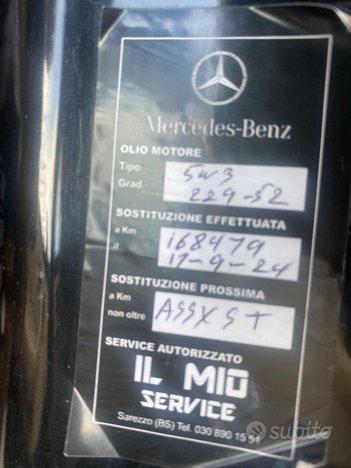 Mercedes-Benz
OLIO MOTORE
Tipo 5W3
Grad. 229-52
SOSTITUZIONE EFFETTUATA
a Km 168479
il 17-9-24
SOSTITUZIONE PROSSIMA
a Km ASSXST
non oltre
SERVICE AUTORIZZATO
IL MIO
SERVICE
Sarezzo (BS) Tel. 030 890 15 51
subito